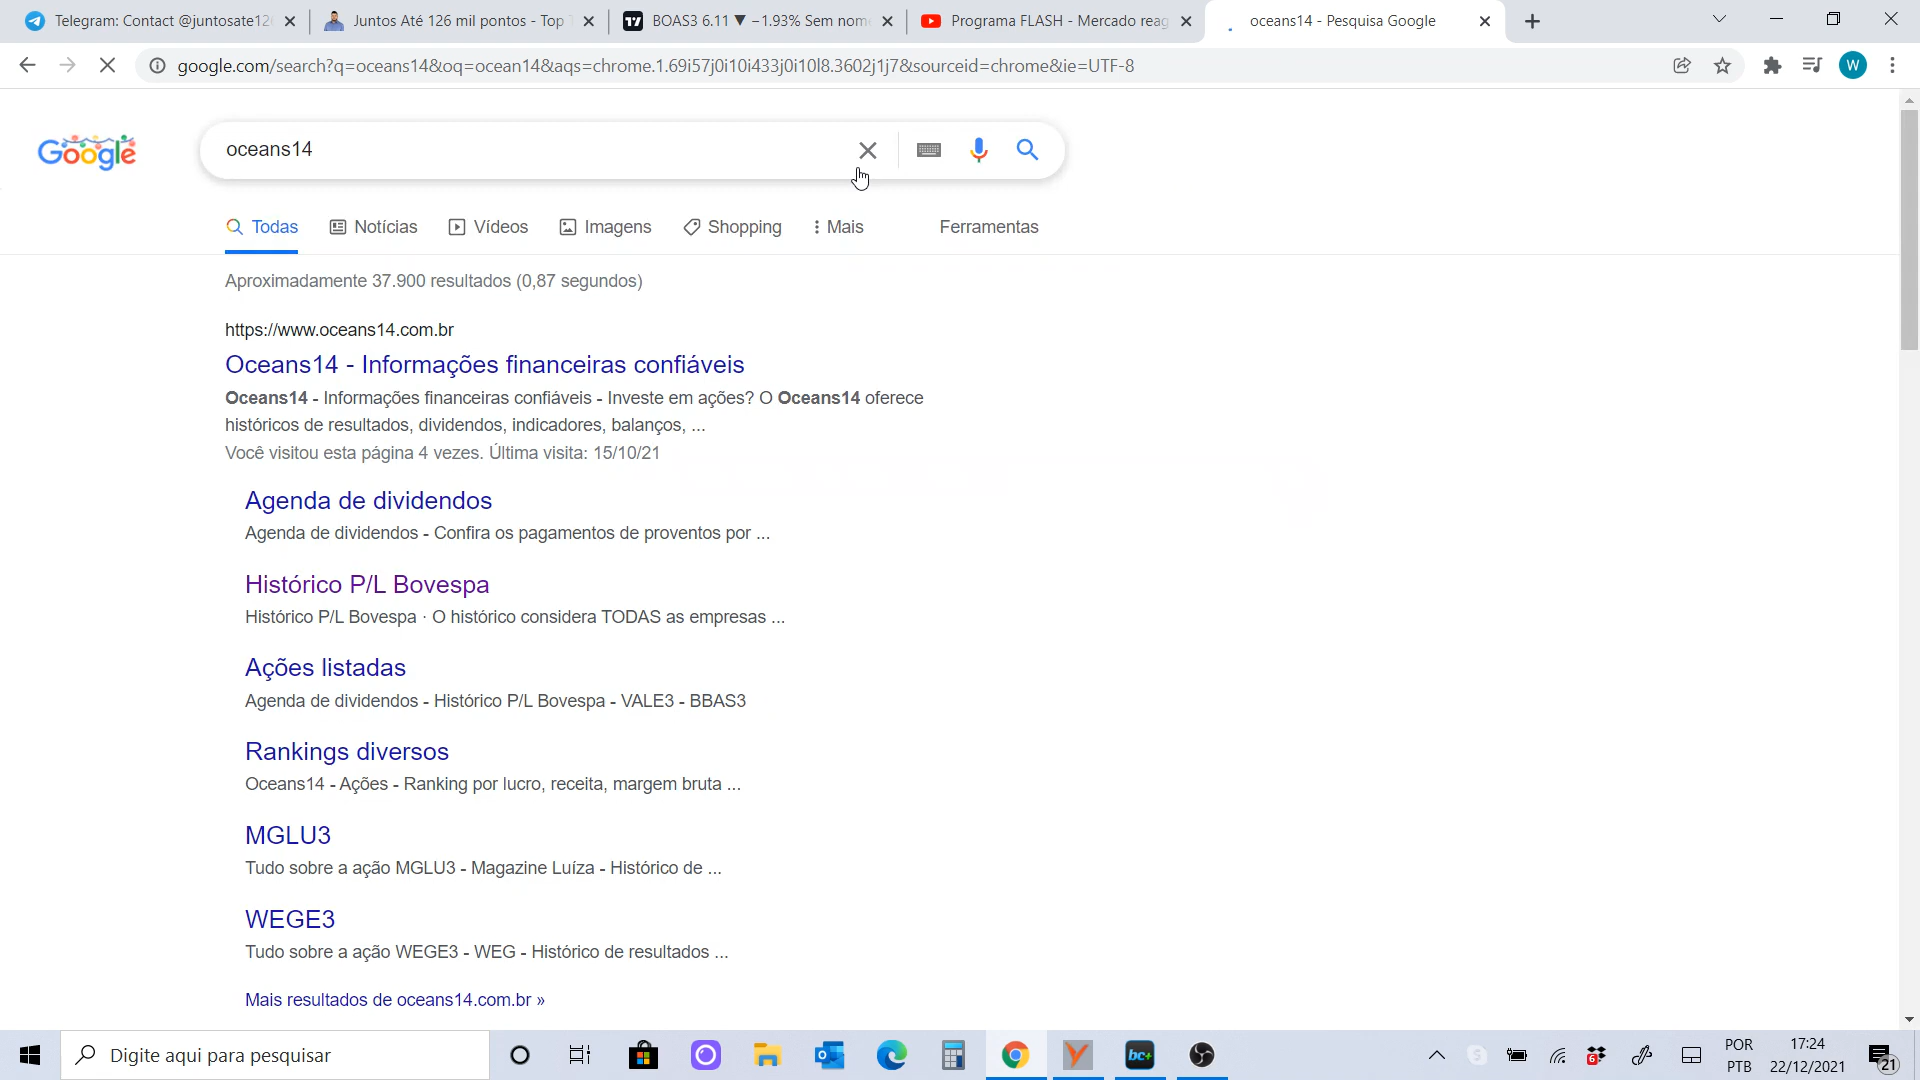 Telegram: Contact @juntosate12
Juntos Até 126 mil pontos - Top
BOAS3 6.11 ▼ −1.93% Sem nome
Programa FLASH - Mercado reag
oceans14 - Pesquisa Google
google.com/search?q=oceans14&oq=ocean14&aqs=chrome.1.69i57j0i10i433j0i10l8.3602j1j7&sourceid=chrome&ie=UTF-8
W
Google
oceans14
Todas
Notícias
Vídeos
Imagens
Shopping
Mais
Ferramentas
Aproximadamente 37.900 resultados (0,87 segundos)
https://www.oceans14.com.br
Oceans14 - Informações financeiras confiáveis
Oceans14 - Informações financeiras confiáveis - Investe em ações? O Oceans14 oferece
históricos de resultados, dividendos, indicadores, balanços, ...
Você visitou esta página 4 vezes. Última visita: 15/10/21
Agenda de dividendos
Agenda de dividendos - Confira os pagamentos de proventos por ...
Histórico P/L Bovespa
Histórico P/L Bovespa · O histórico considera TODAS as empresas ...
Ações listadas
Agenda de dividendos - Histórico P/L Bovespa - VALE3 - BBAS3
Rankings diversos
Oceans14 - Ações - Ranking por lucro, receita, margem bruta ...
MGLU3
Tudo sobre a ação MGLU3 - Magazine Luíza - Histórico de ...
WEGE3
Tudo sobre a ação WEGE3 - WEG - Histórico de resultados ...
Mais resultados de oceans14.com.br »
Digite aqui para pesquisar
bc+
6
POR
PTB
17:24
22/12/2021
21